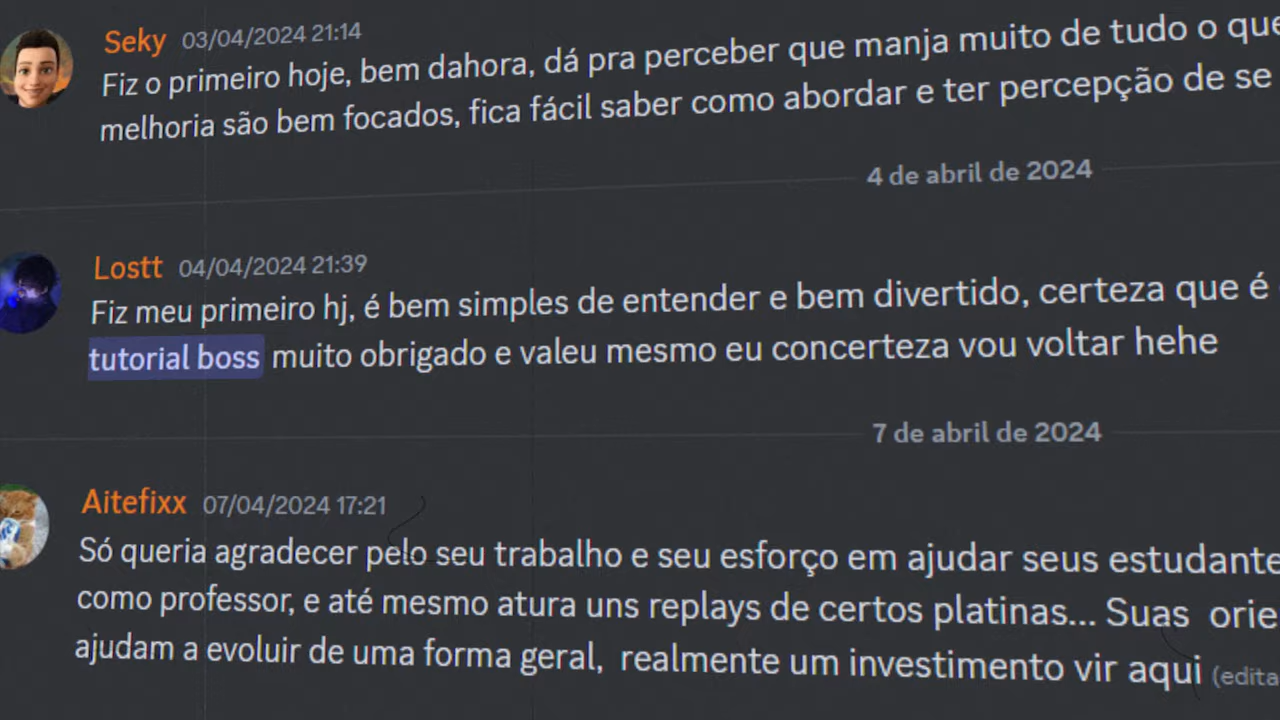 Seky 03/04/2024 21:14
Fiz o primeiro hoje, bem dahora, dá pra perceber que manja muito de tudo o que
melhoria são bem focados, fica fácil saber como abordar e ter percepção de se
4 de abril de 2024
Lostt 04/04/2024 21:39
Fiz meu primeiro hj, é bem simples de entender e bem divertido, certeza que é
tutorial boss muito obrigado e valeu mesmo eu concerteza vou voltar hehe
7 de abril de 2024
Aitefixx 07/04/2024 17:21
Só queria agradecer pelo seu trabalho e seu esforço em ajudar seus estudante
como professor, e até mesmo atura uns replays de certos platinas... Suas orie
ajudam a evoluir de uma forma geral, realmente um investimento vir aqui (edita